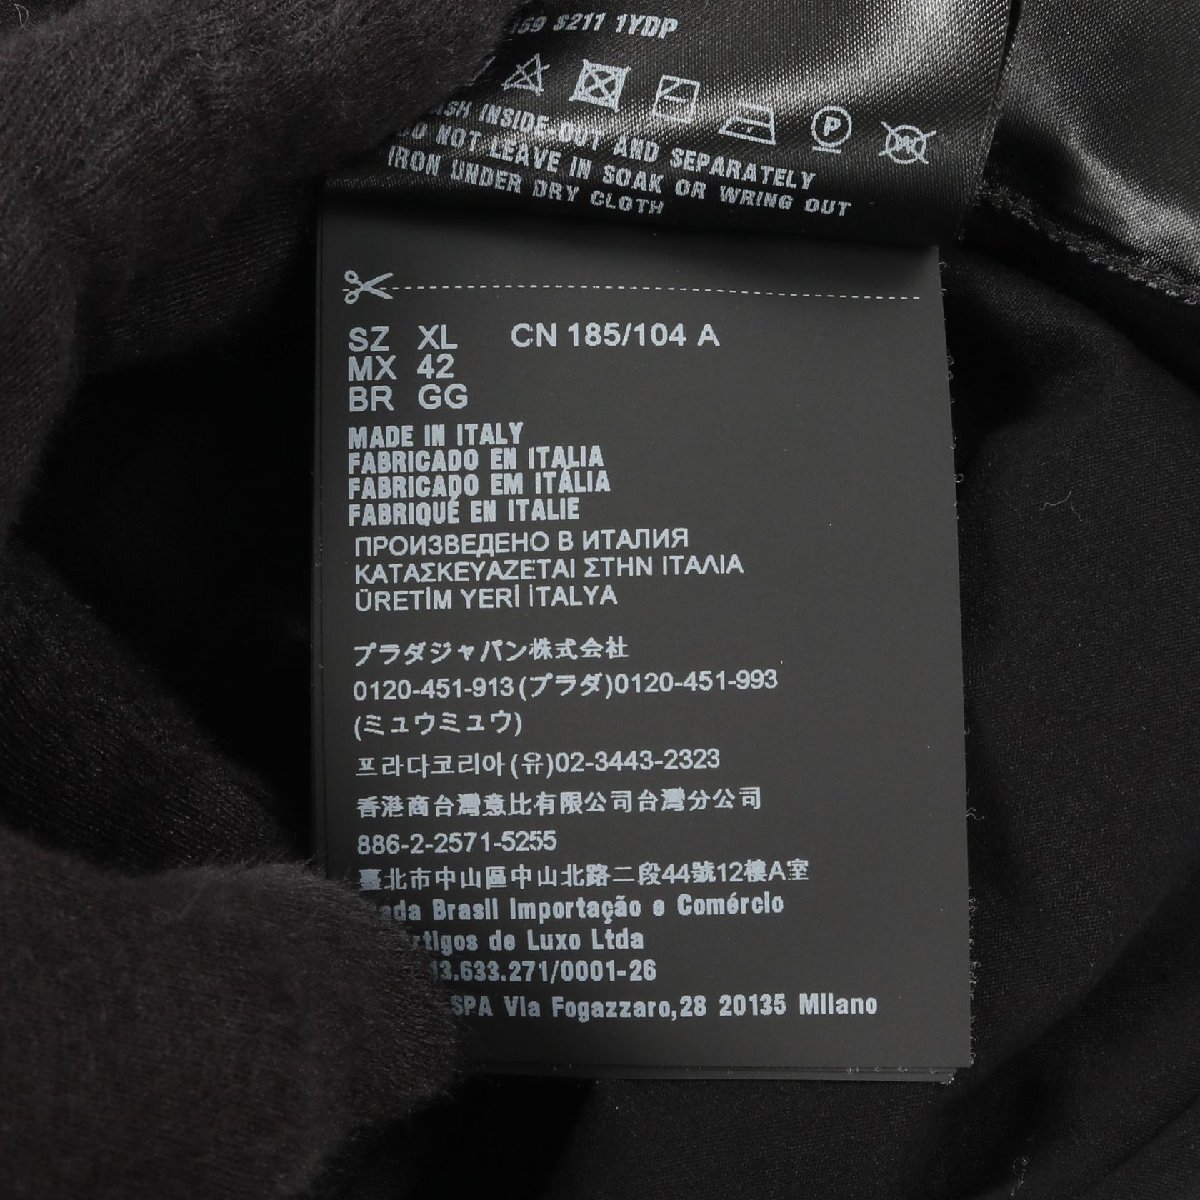 S211 1YDP
INSIDE-OUT AND SEPARATELY
DO NOT LEAVE IN SOAK OR WRING OUT
IRON UNDER DRY CLOTH
SZ XL CN 185/104 A
MX 42
BR GG
MADE IN ITALY
FABRICADO EN ITALIA
FABRICADO EM ITÁLIA
FABRIQUÉ EN ITALIE
ПРОИЗВЕДЕНО В ИТАЛИЯ
ΚΑΤΑΣΚΕΥΑΖΕΤΑΙ ΣΤΗΝ ΙΤΑΛΙΑ
ÜRETİM YERİ İTALYA
プラダジャパン株式会社
0120-451-913(プラダ)0120-451-993
(ミュウミュウ)
프라다코리아(유)02-3443-2323
香港商台灣意比有限公司台灣分公司
886-2-2571-5255
臺北市中山區中山北路二段44號12樓A室
Brasil Importação e Comércio
de Luxo Ltda
13.633.271/0001-26
SPA Via Fogazzaro,28 20135 Milano